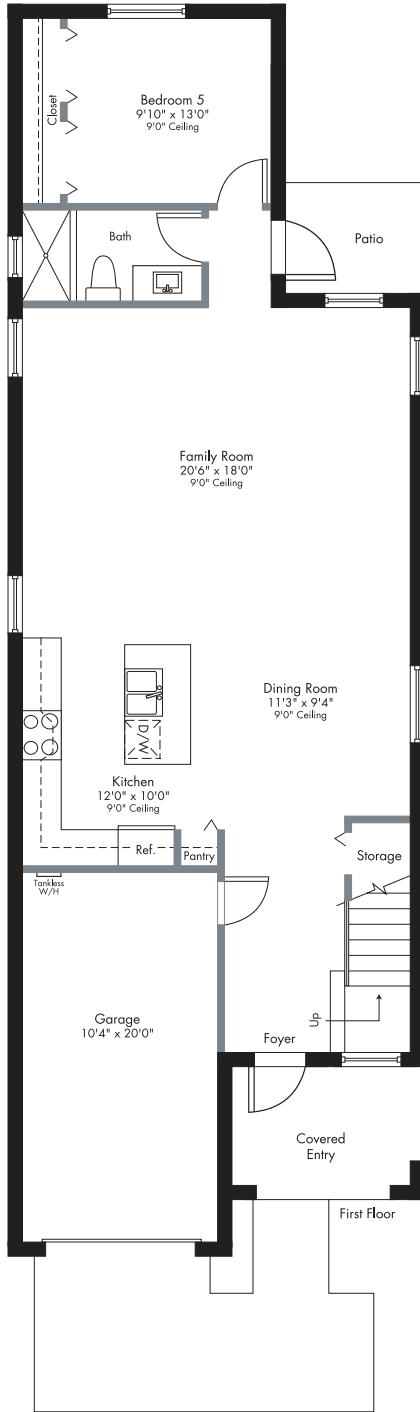 Bedroom 5
9'10" x 13'0"
9'0" Ceiling
Closet
Bath
Patio
Family Room
20'6" x 18'0"
9'0" Ceiling
Dining Room
11'3" x 9'4"
9'0" Ceiling
D/W
Kitchen
12'0" x 10'0"
9'0" Ceiling
Ref.
Pantry
Storage
Tankless
W/H
Garage
10'4" x 20'0"
Up
Foyer
Covered
Entry
First Floor